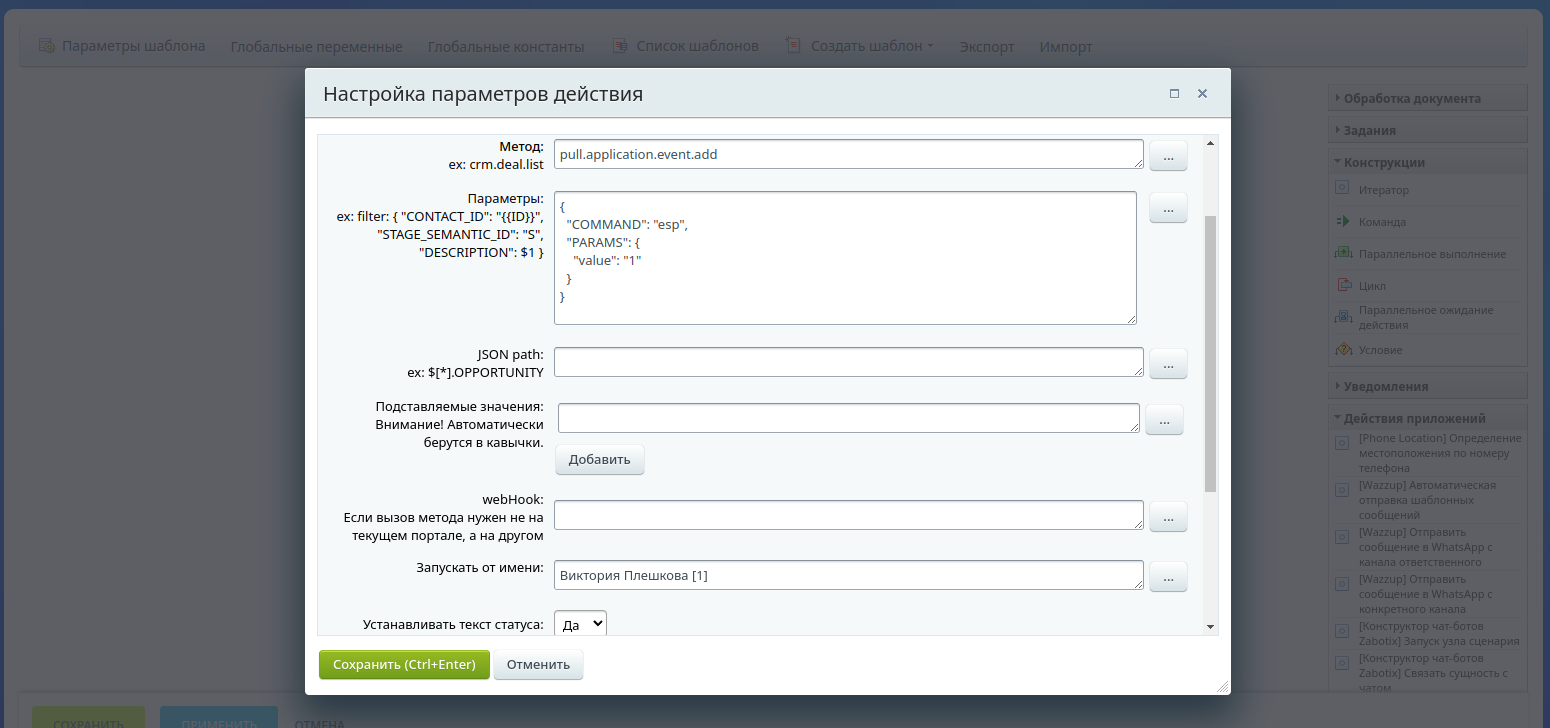 Параметры шаблона
Глобальные переменные
Глобальные константы
Список шаблонов
Создать шаблон
Экспорт
Импорт
Настройка параметров действия
Метод:
ex: crm.deal.list
pull.application.event.add
...
Параметры:
ex: filter: { "CONTACT_ID": "{{ID}}",
"STAGE_SEMANTIC_ID": "S",
"DESCRIPTION": $1 }
{
"COMMAND": "esp",
"PARAMS": {
"value": "1"
}
}
...
JSON path:
ex: $[*].OPPORTUNITY
...
Подставляемые значения:
Внимание! Автоматически
берутся в кавычки.
...
Добавить
webHook:
Если вызов метода нужен не на
текущем портале, а на другом
...
Запускать от имени:
Виктория Плешкова [1]
...
Устанавливать текст статуса:
Да
Сохранить (Ctrl+Enter)
Отменить
Обработка документа
Задания
Конструкции
Итератор
Команда
Параллельное выполнение
Цикл
Параллельное ожидание
действия
Условие
Уведомления
Действия приложений
[Phone Location] Определение
местоположения по номеру
телефона
[Wazzup] Автоматическая
отправка шаблонных
сообщений
[Wazzup] Отправить
сообщение в WhatsApp с
канала ответственного
[Wazzup] Отправить
сообщение в WhatsApp с
конкретного канала
[Конструктор чат-ботов
Zabotix] Запуск узла сценария
[Конструктор чат-ботов
Zabotix] Связать сущность с
чатом
СОХРАНИТЬ
ПРИМЕНИТЬ
ОТМЕНА